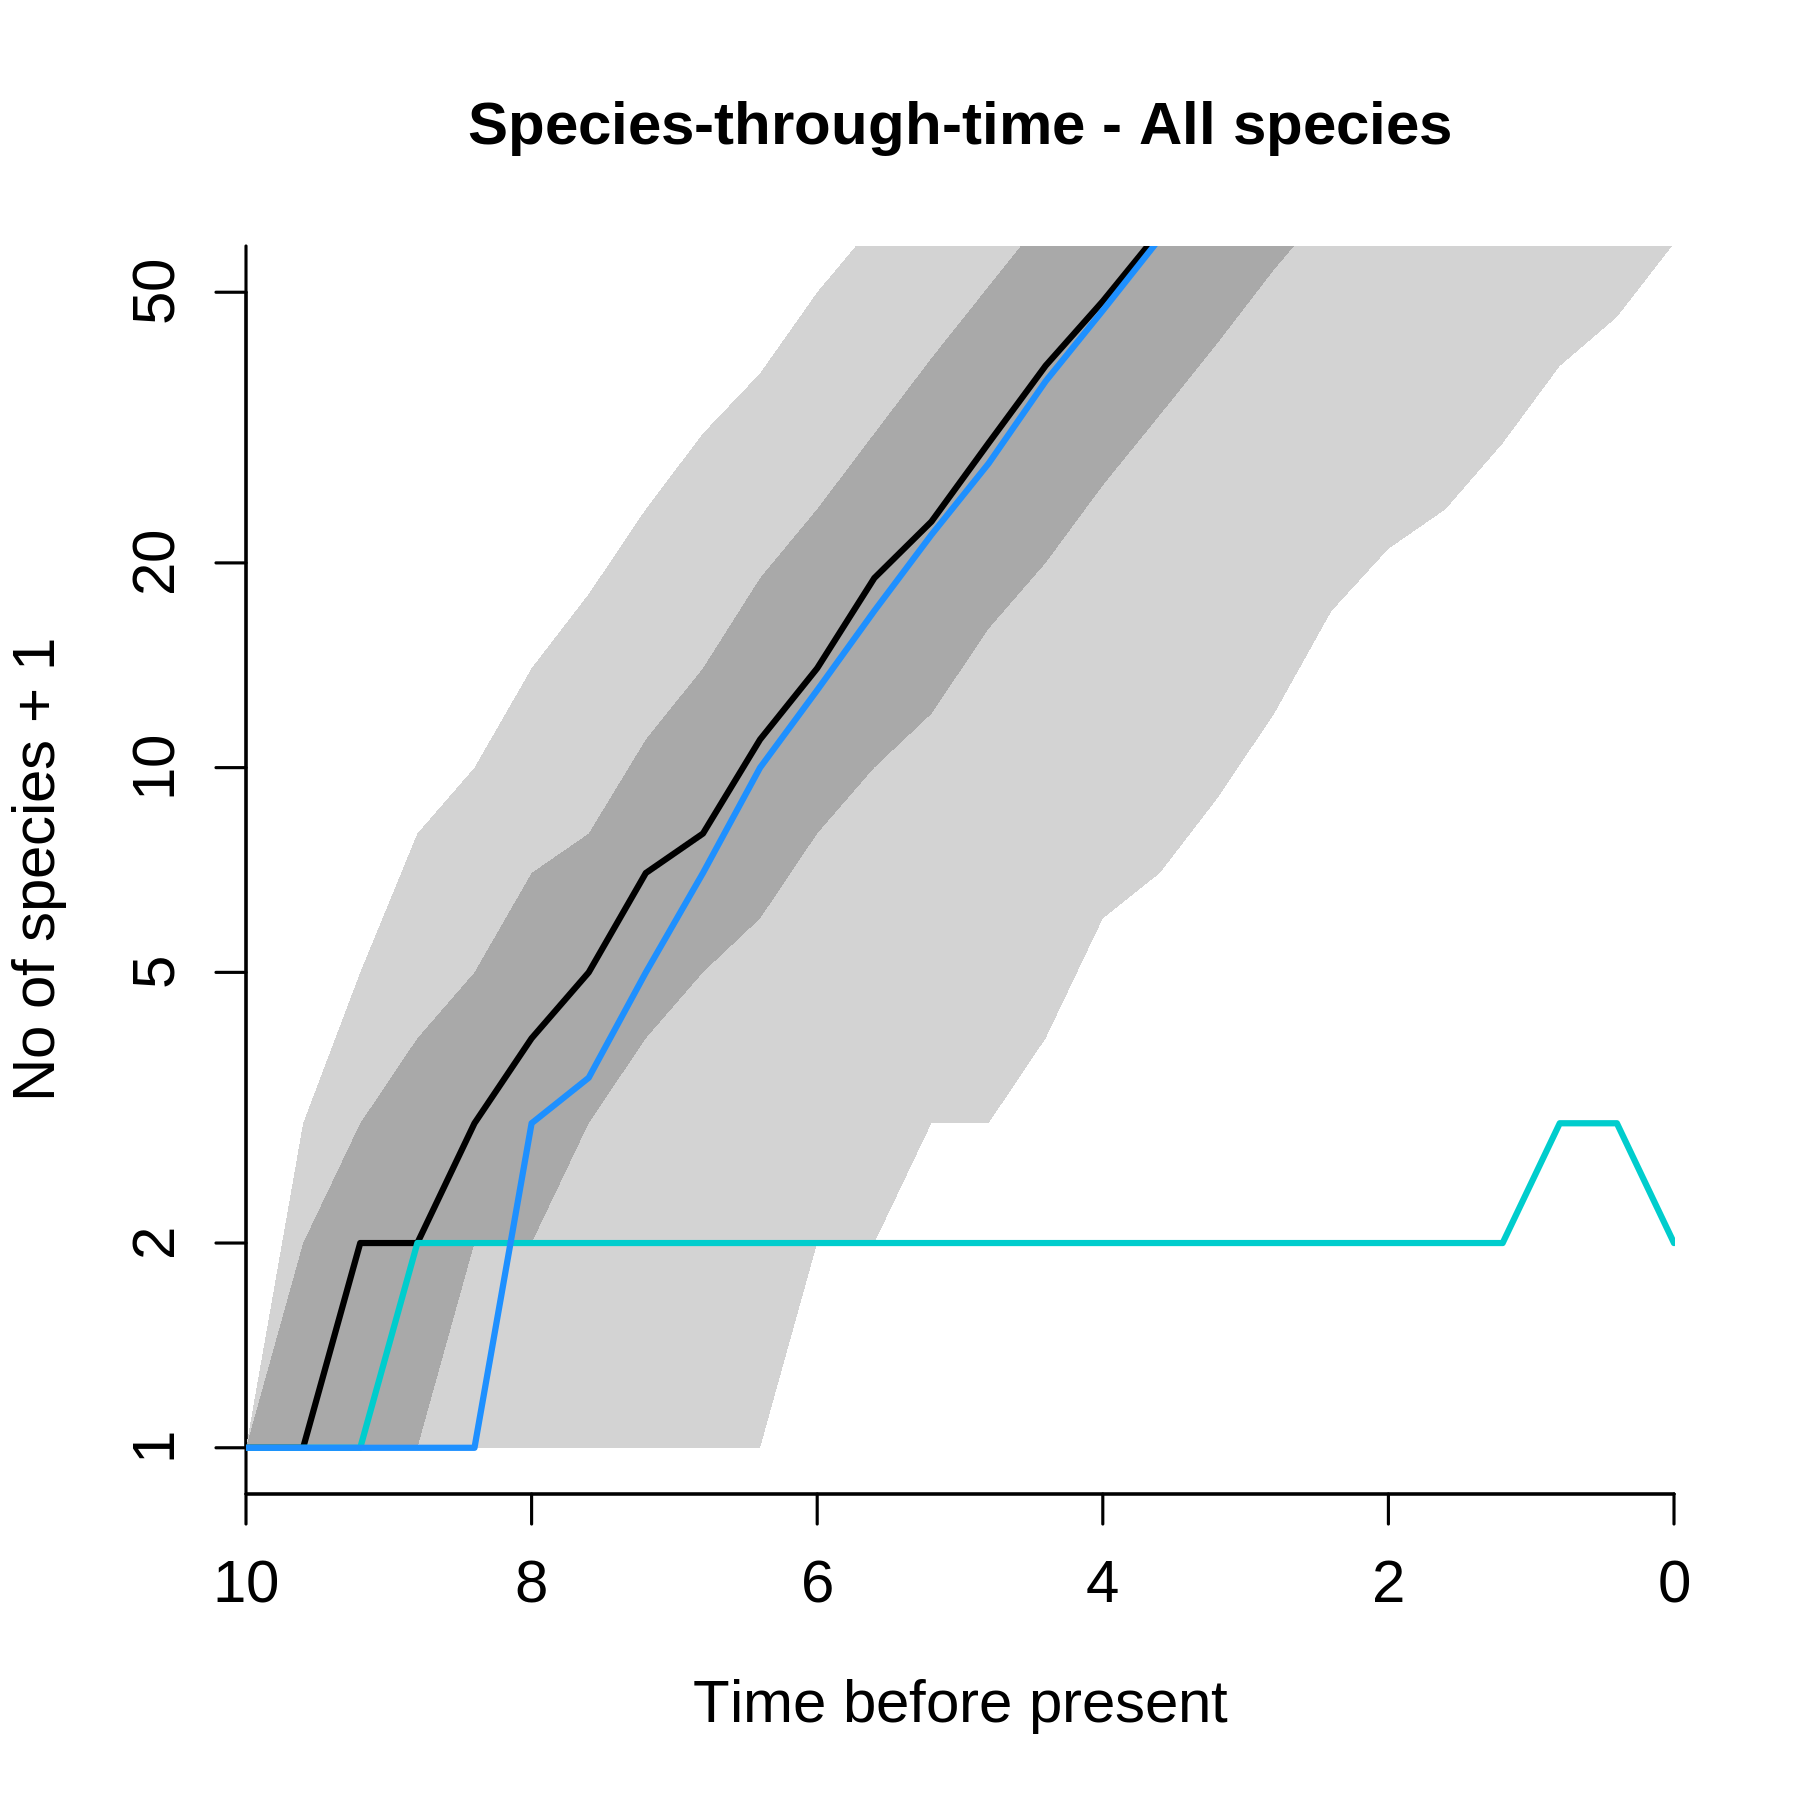 Species-through-time - All species
No of species + 1
50
20
10
5
2
1
10 8 6 4 2 0
Time before present